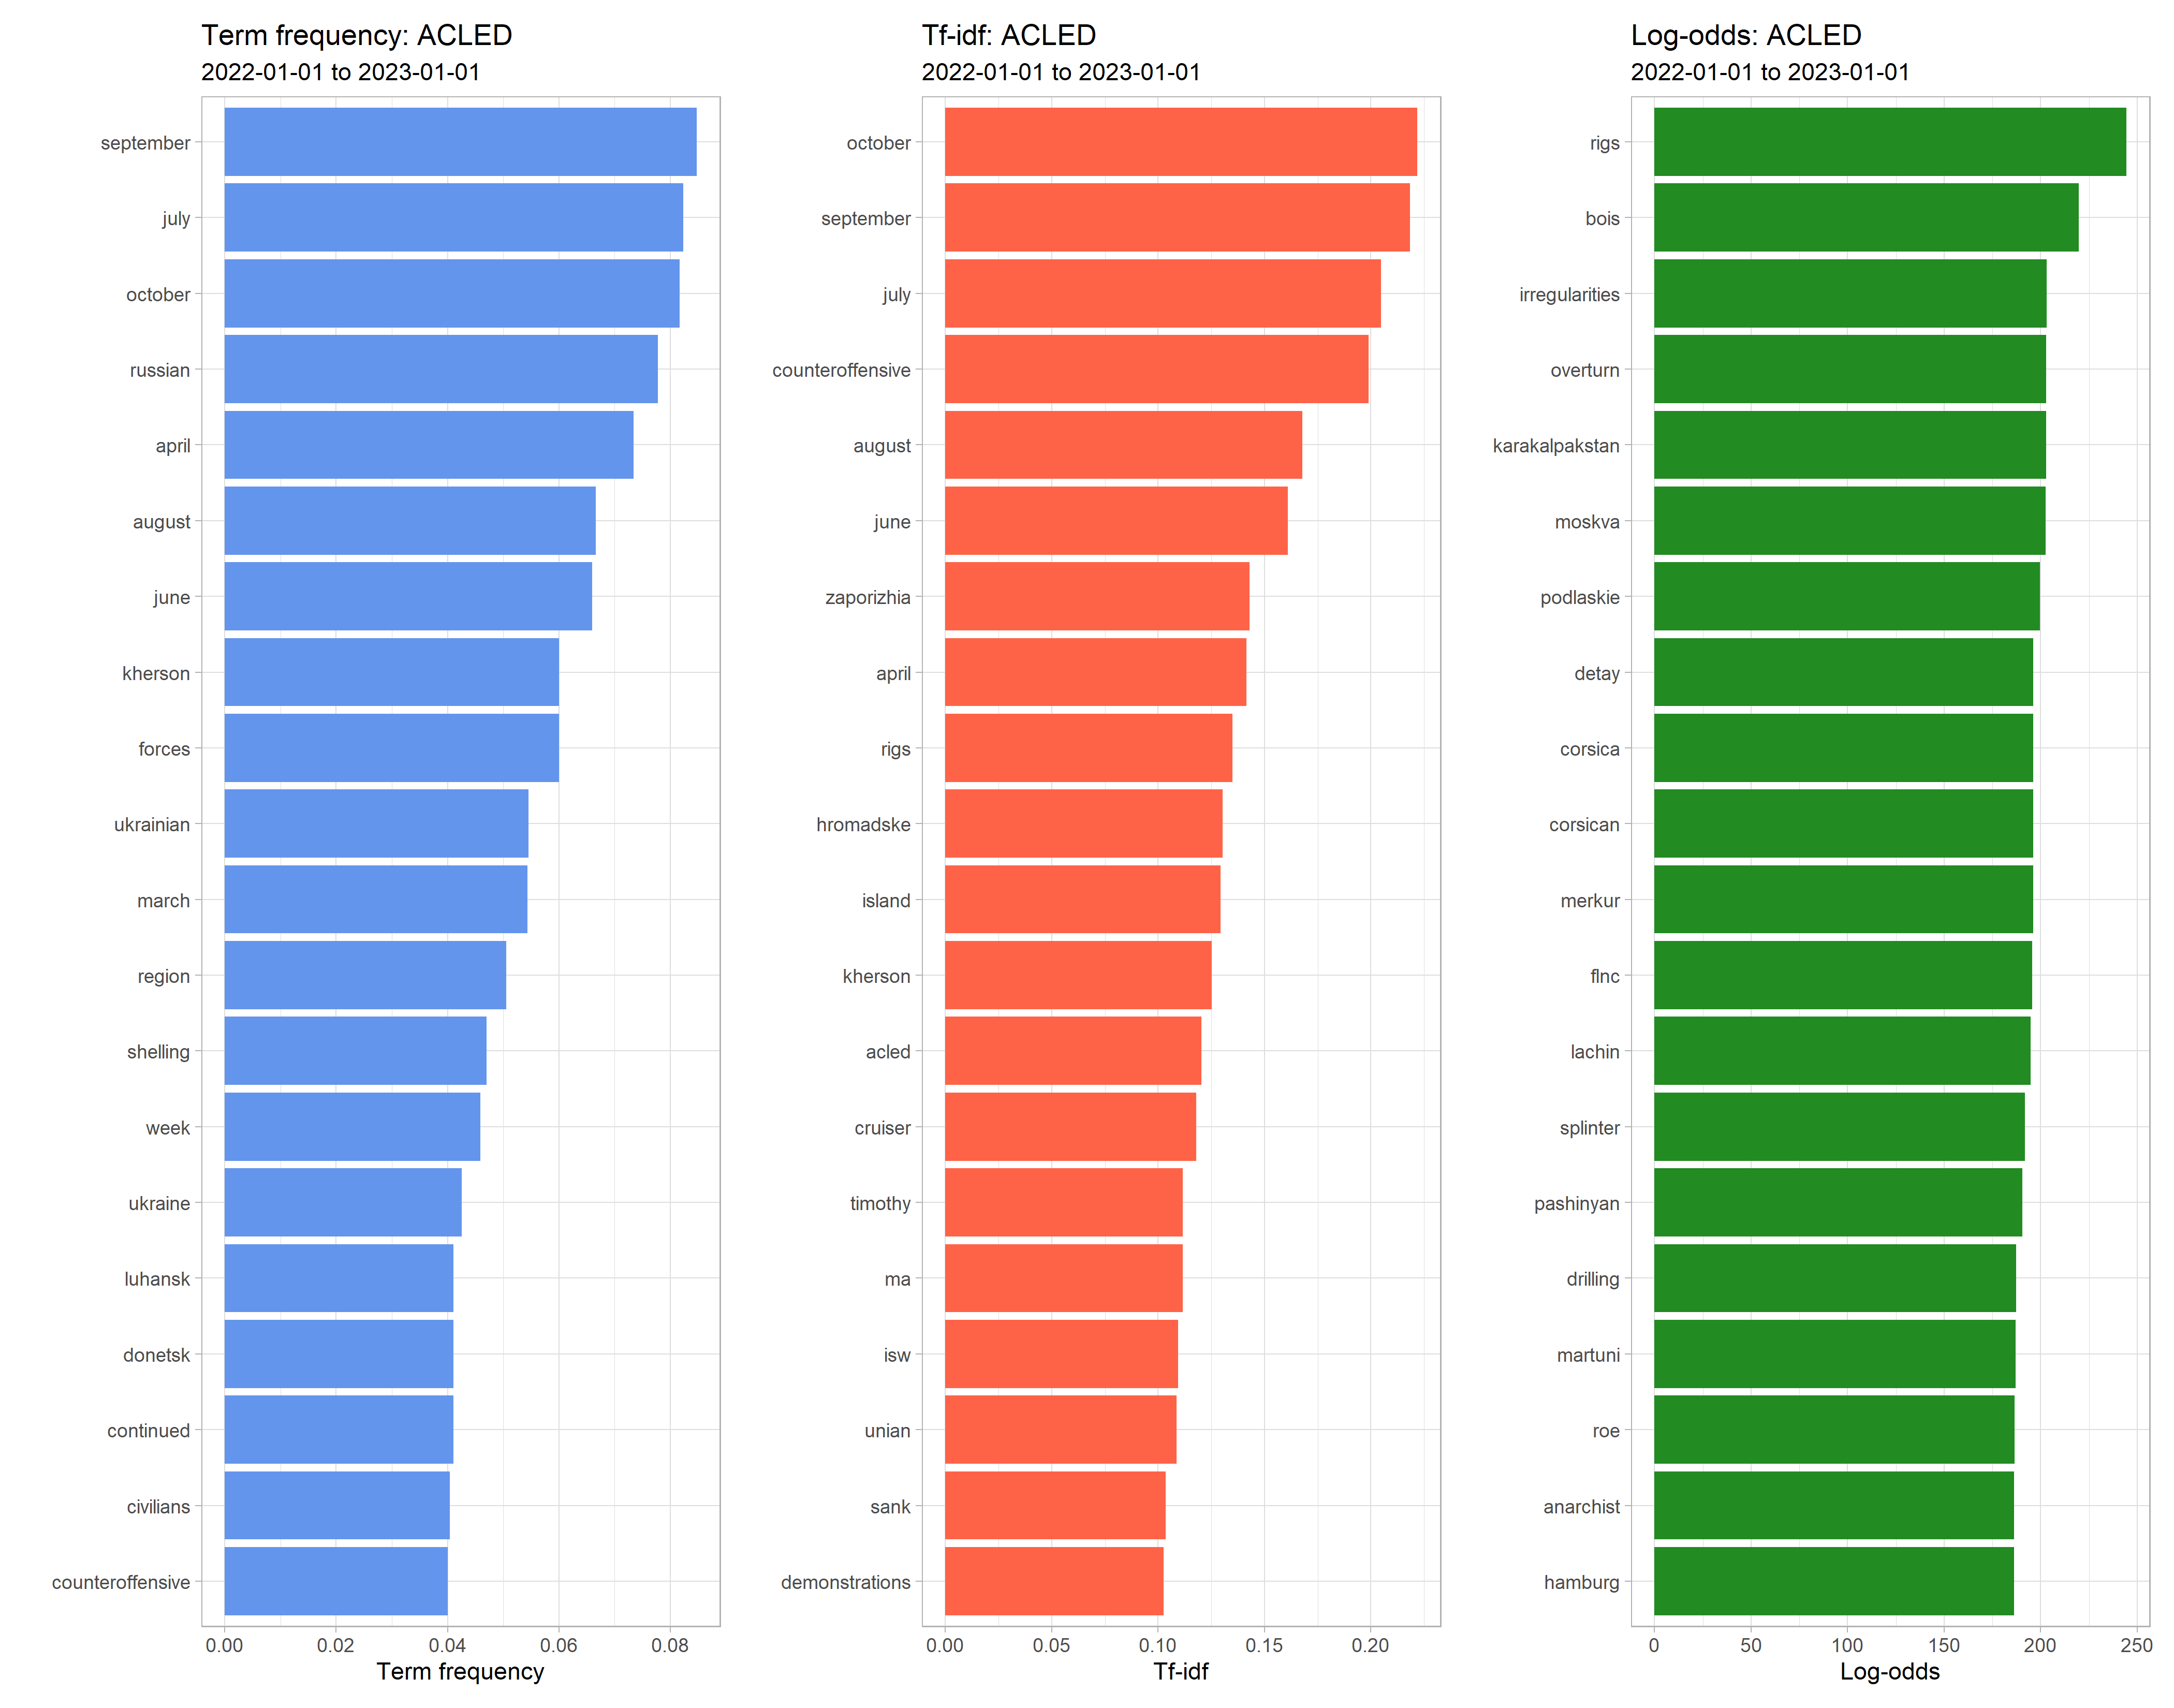 Term frequency: ACLED
2022-01-01 to 2023-01-01
september
july
october
russian
april
august
june
kherson
forces
ukrainian
march
region
shelling
week
ukraine
luhansk
donetsk
continued
civilians
counteroffensive
0.00 0.02 0.04 0.06 0.08
Term frequency
Tf-idf: ACLED
2022-01-01 to 2023-01-01
october
september
july
counteroffensive
august
june
zaporizhia
april
rigs
hromadske
island
kherson
acled
cruiser
timothy
ma
isw
unian
sank
demonstrations
0.00 0.05 0.10 0.15 0.20
Tf-idf
Log-odds: ACLED
2022-01-01 to 2023-01-01
rigs
bois
irregularities
overturn
karakalpakstan
moskva
podlaskie
detay
corsica
corsican
merkur
flnc
lachin
splinter
pashinyan
drilling
martuni
roe
anarchist
hamburg
0 50 100 150 200 250
Log-odds